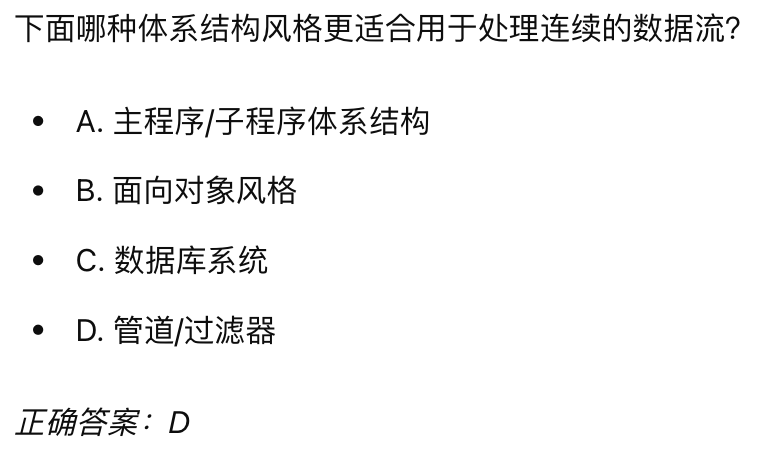 下面哪种体系结构风格更适合用于处理连续的数据流?
• A. 主程序/子程序体系结构
• B. 面向对象风格
• C. 数据库系统
• D. 管道/过滤器
正确答案：D